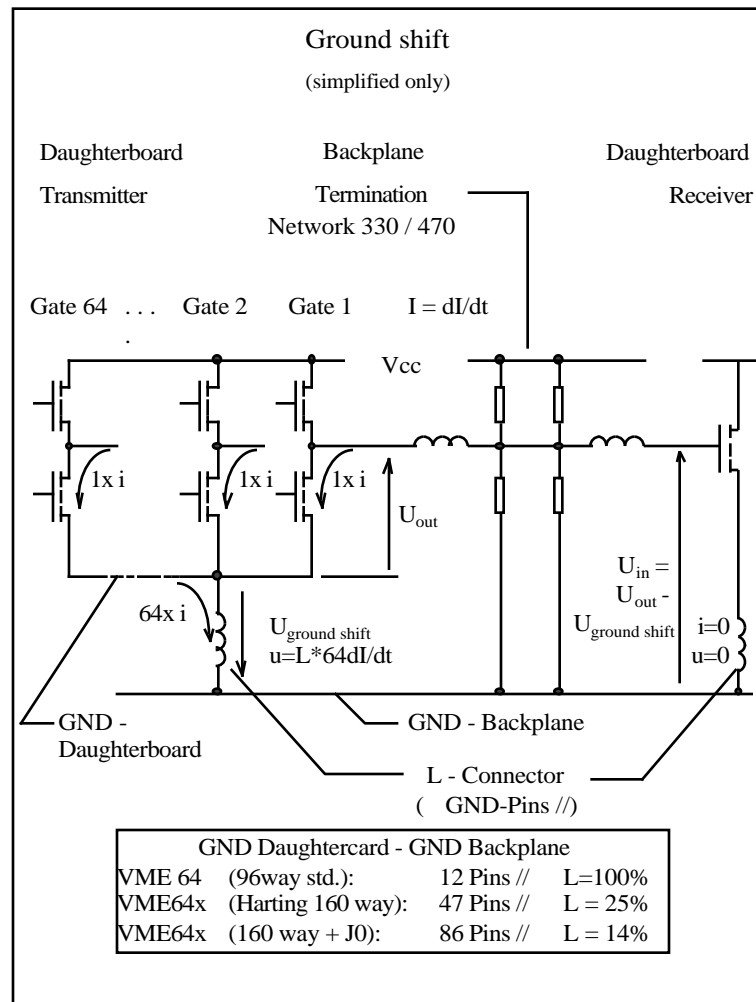 Ground shift
(simplified only)
Daughterboard Backplane Daughterboard
Transmitter Termination Receiver
Network 330 / 470
Gate 64 . . . Gate 2 Gate 1 I = dI/dt
.
Vcc
1x i 1x i 1x i
Uout
Uin =
Uout -
Uground shift
64x i
Uground shift
u=L*64dI/dt
i=0
u=0
GND -
Daughterboard
GND - Backplane
L - Connector
( GND-Pins //)
GND Daughtercard - GND Backplane
VME 64 (96way std.): 12 Pins // L=100%
VME64x (Harting 160 way): 47 Pins // L = 25%
VME64x (160 way + J0): 86 Pins // L = 14%